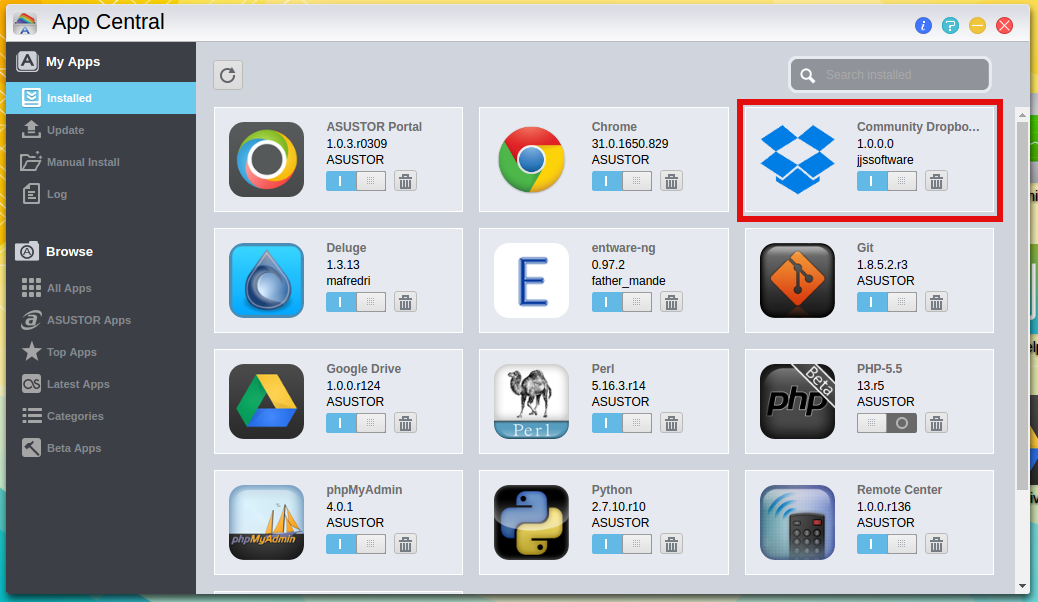 App Central
My Apps
Installed
Update
Manual Install
Log
Browse
All Apps
ASUSTOR Apps
Top Apps
Latest Apps
Categories
Beta Apps
Search installed
ASUSTOR Portal
1.0.3.r0309
ASUSTOR
Chrome
31.0.1650.829
ASUSTOR
Community Dropbo...
1.0.0.0
jjssoftware
Deluge
1.3.13
mafredri
E
entware-ng
0.97.2
father_mande
Git
1.8.5.2.r3
ASUSTOR
Google Drive
1.0.0.r124
ASUSTOR
Perl
Perl
5.16.3.r14
ASUSTOR
php
Beta
PHP-5.5
13.r5
ASUSTOR
phpMyAdmin
phpMyAdmin
4.0.1
ASUSTOR
Python
2.7.10.r10
ASUSTOR
Remote Center
1.0.0.r136
ASUSTOR